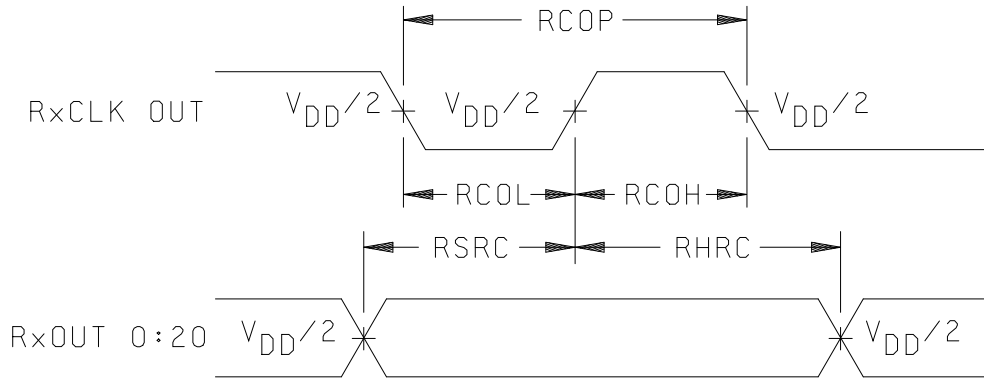 RCOP
RxCLK OUT VDD/2 VDD/2 VDD/2
RCOL RCOH
RSRC RHRC
RxOUT 0:20 VDD/2 VDD/2